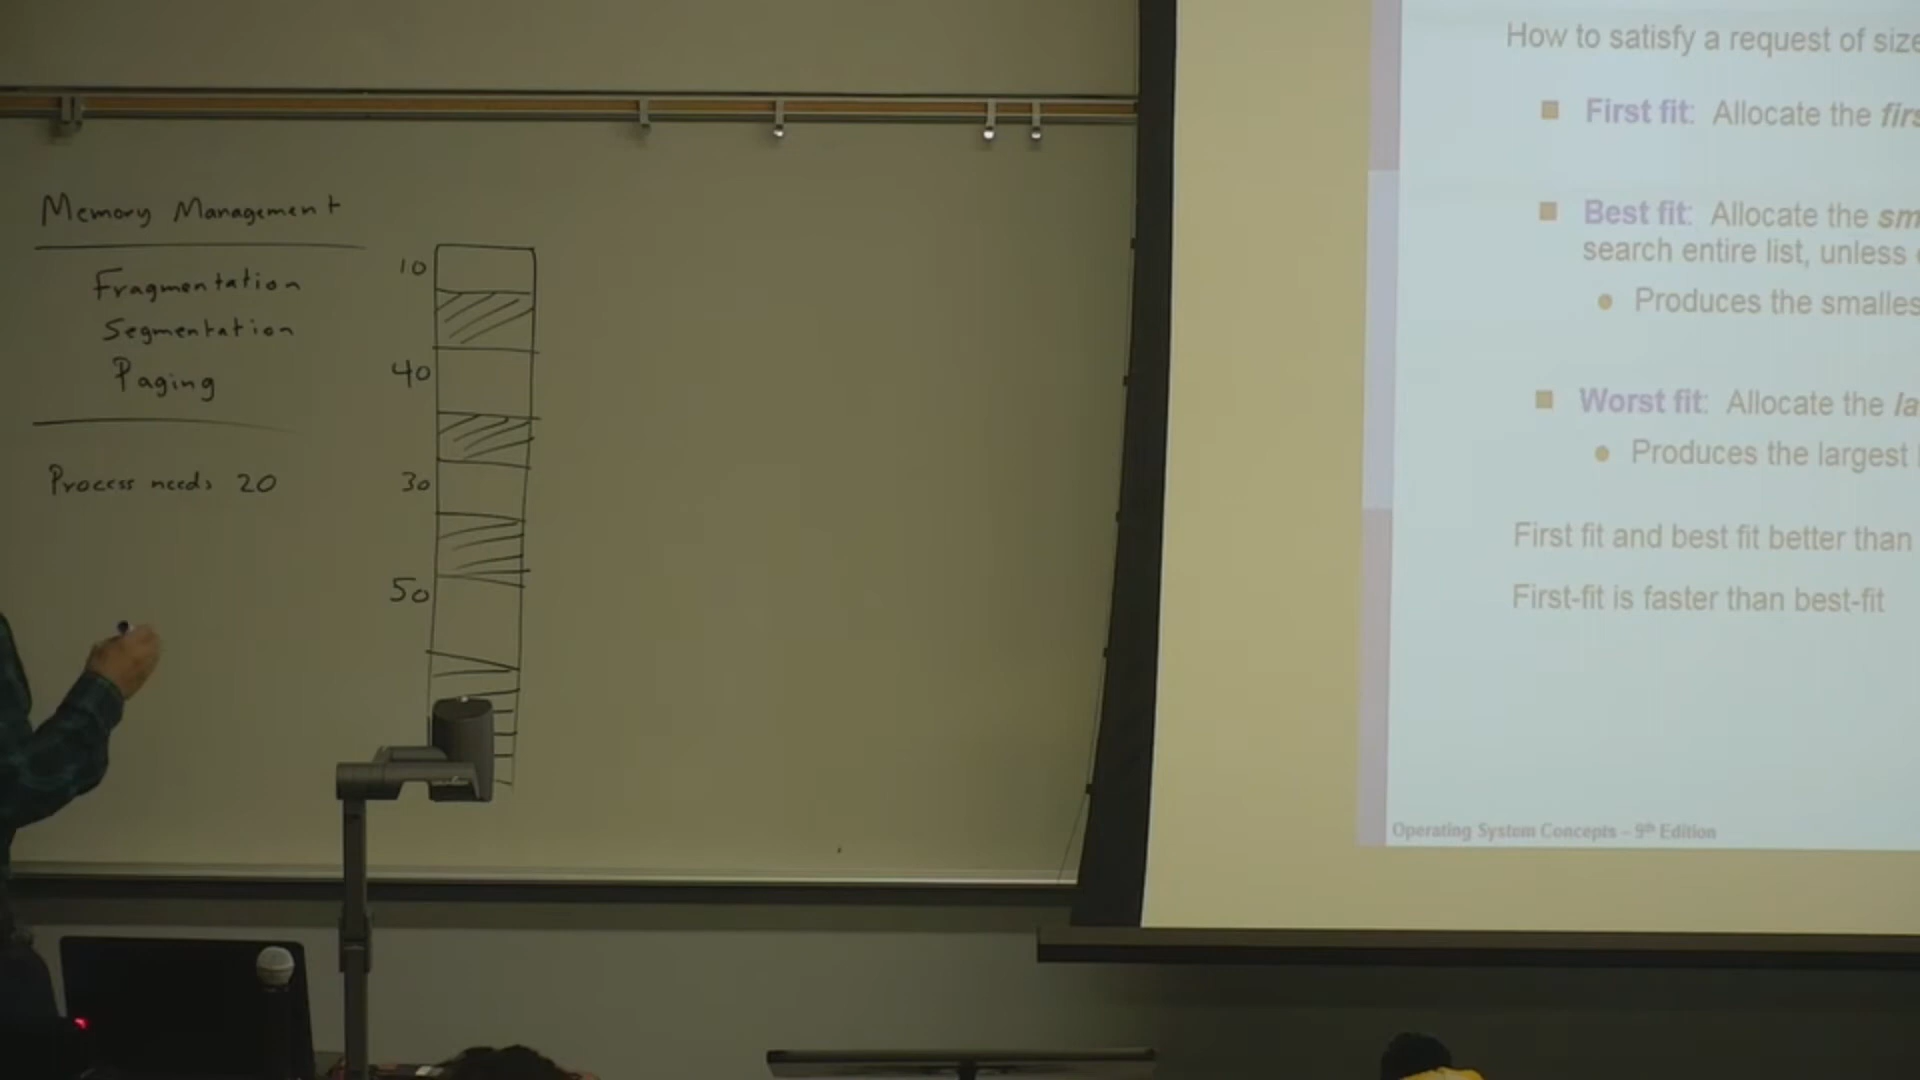 Memory Management
Fragmentation
Segmentation
Paging
Process needs 20
10
40
30
50
How to satisfy a request of size
First fit: Allocate the
Best fit: Allocate the
search entire list, unless
Produces the
Worst fit: Allocate the
Produces the largest
First fit and best fit better than
First-fit is faster than best-fit
Operating System Concepts – 9th Edition